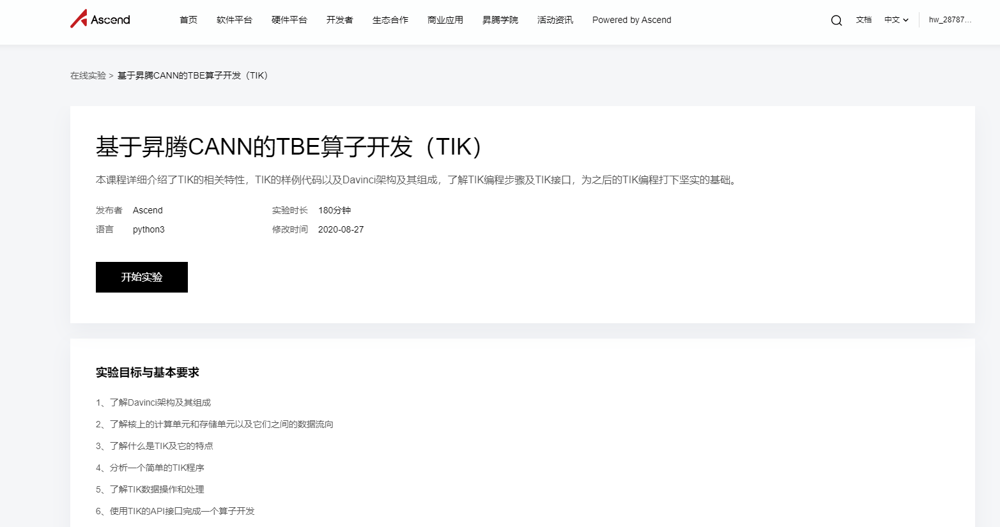 Ascend 首页 软件平台 硬件平台 开发者 生态合作 商业应用 昇腾学院 活动资讯 Powered by Ascend 文档 中文 hw_28787...
在线实验 > 基于昇腾CANN的TBE算子开发（TIK）
基于昇腾CANN的TBE算子开发（TIK）
本课程详细介绍了TIK的相关特性，TIK的样例代码以及Davinci架构及其组成，了解TIK编程步骤及TIK接口，为之后的TIK编程打下坚实的基础。
发布者 Ascend 实验时长 180分钟
语言 python3 修改时间 2020-08-27
开始实验
实验目标与基本要求
1、了解Davinci架构及其组成
2、了解核上的计算单元和存储单元以及它们之间的数据流向
3、了解什么是TIK及它的特点
4、分析一个简单的TIK程序
5、了解TIK数据操作和处理
6、使用TIK的API接口完成一个算子开发